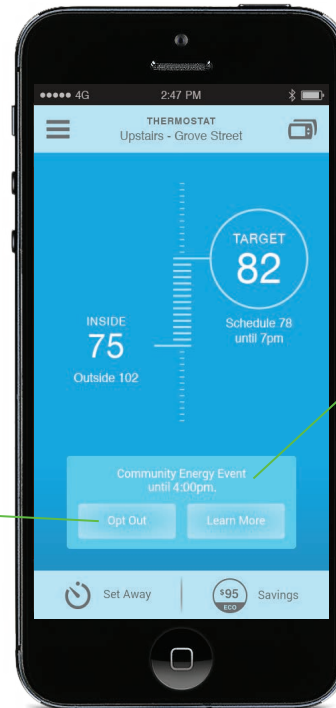 4G 2:47 PM
THERMOSTAT
Upstairs - Grove Street
TARGET
82
Schedule 78
until 7pm
INSIDE
75
Outside 102
Community Energy Event
until 4:00pm.
Opt Out Learn More
Set Away $95 ECO Savings